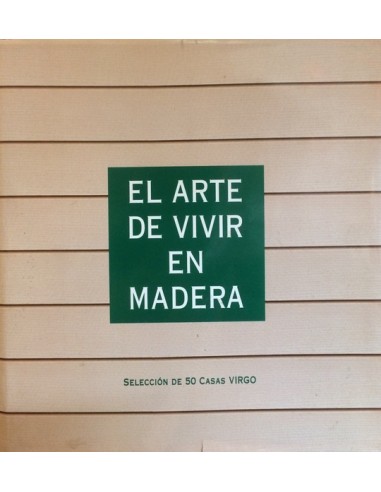 EL ARTE
DE VIVIR
EN
MADERA
SELECCIÓN DE 50 CASAS VIRGO